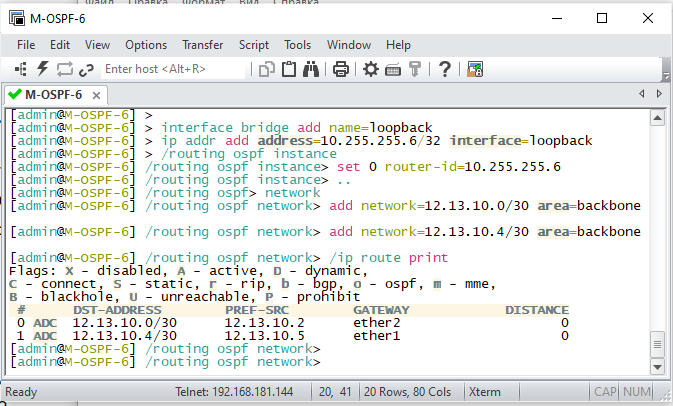 M-OSPF-6
File Edit View Options Transfer Script Tools Window Help
Enter host <Alt+R>
M-OSPF-6
[admin@M-OSPF-6] >
[admin@M-OSPF-6] > interface bridge add name=loopback
[admin@M-OSPF-6] > ip addr add address=10.255.255.6/32 interface=loopback
[admin@M-OSPF-6] > /routing ospf instance
[admin@M-OSPF-6] /routing ospf instance> set 0 router-id=10.255.255.6
[admin@M-OSPF-6] /routing ospf instance> ..
[admin@M-OSPF-6] /routing ospf> network
[admin@M-OSPF-6] /routing ospf network> add network=12.13.10.0/30 area=backbone
[admin@M-OSPF-6] /routing ospf network> add network=12.13.10.4/30 area=backbone
[admin@M-OSPF-6] /routing ospf network> /ip route print
Flags: X - disabled, A - active, D - dynamic,
C - connect, S - static, r - rip, b - bgp, o - ospf, m - mme,
B - blackhole, U - unreachable, P - prohibit
# DST-ADDRESS PREF-SRC GATEWAY DISTANCE
0 ADC 12.13.10.0/30 12.13.10.2 ether2 0
1 ADC 12.13.10.4/30 12.13.10.5 ether1 0
[admin@M-OSPF-6] /routing ospf network>
[admin@M-OSPF-6] /routing ospf network>
Ready Telnet: 192.168.181.144 20, 41 20 Rows, 80 Cols Xterm CAP NUM